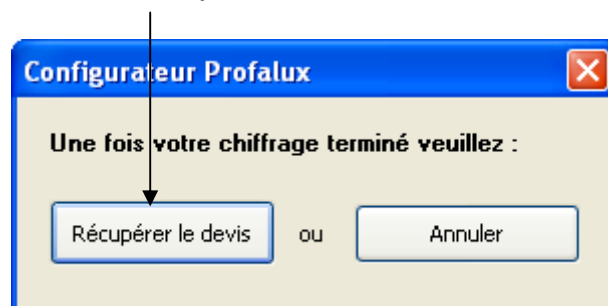 Configurateur Profalux
Une fois votre chiffrage terminé veuillez :
Récupérer le devis ou Annuler